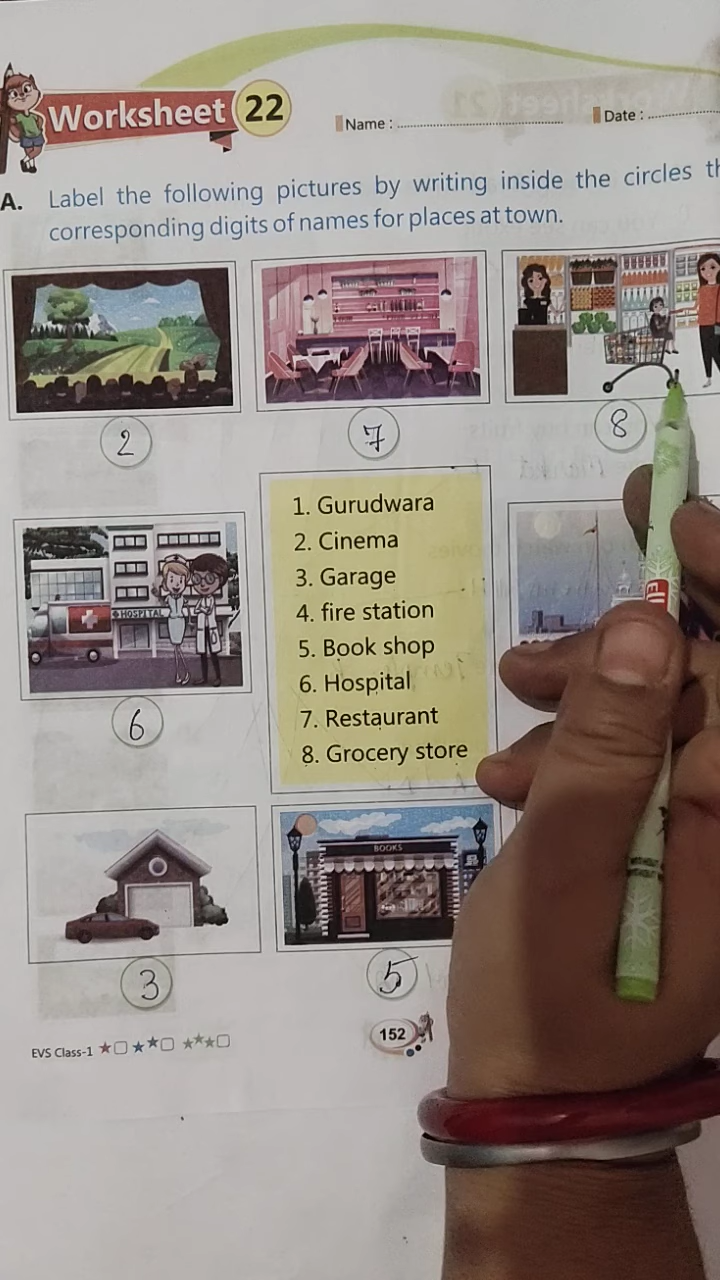 Worksheet 22
Name :
Date :
A. Label the following pictures by writing inside the circles
corresponding digits of names for places at town.
2
7
8
HOSPITAL
6
1. Gurudwara
2. Cinema
3. Garage
4. fire station
5. Book shop
6. Hospital
7. Restaurant
8. Grocery store
BOOKS
3
5
EVS Class-1
152